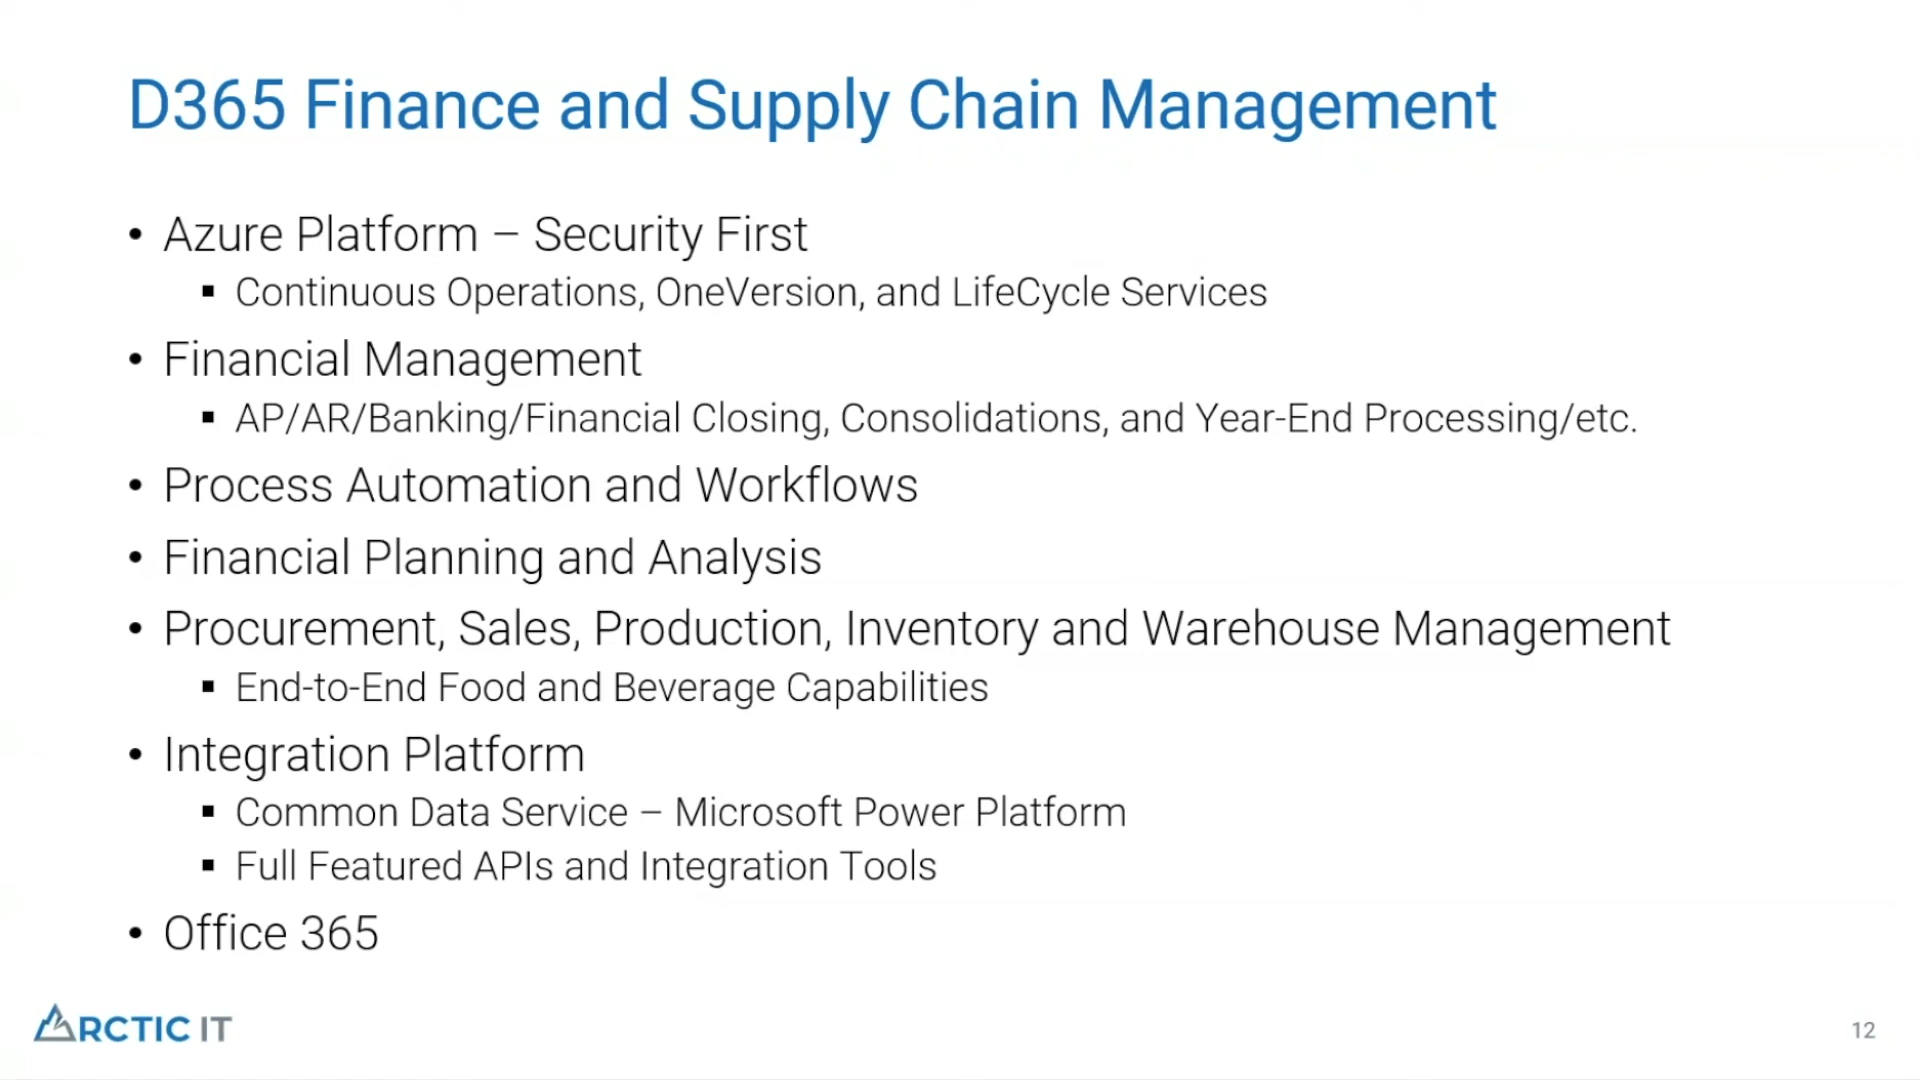 D365 Finance and Supply Chain Management
• Azure Platform – Security First
▪ Continuous Operations, OneVersion, and LifeCycle Services
• Financial Management
▪ AP/AR/Banking/Financial Closing, Consolidations, and Year-End Processing/etc.
• Process Automation and Workflows
• Financial Planning and Analysis
• Procurement, Sales, Production, Inventory and Warehouse Management
▪ End-to-End Food and Beverage Capabilities
• Integration Platform
▪ Common Data Service – Microsoft Power Platform
▪ Full Featured APIs and Integration Tools
• Office 365
ARCTIC IT
12